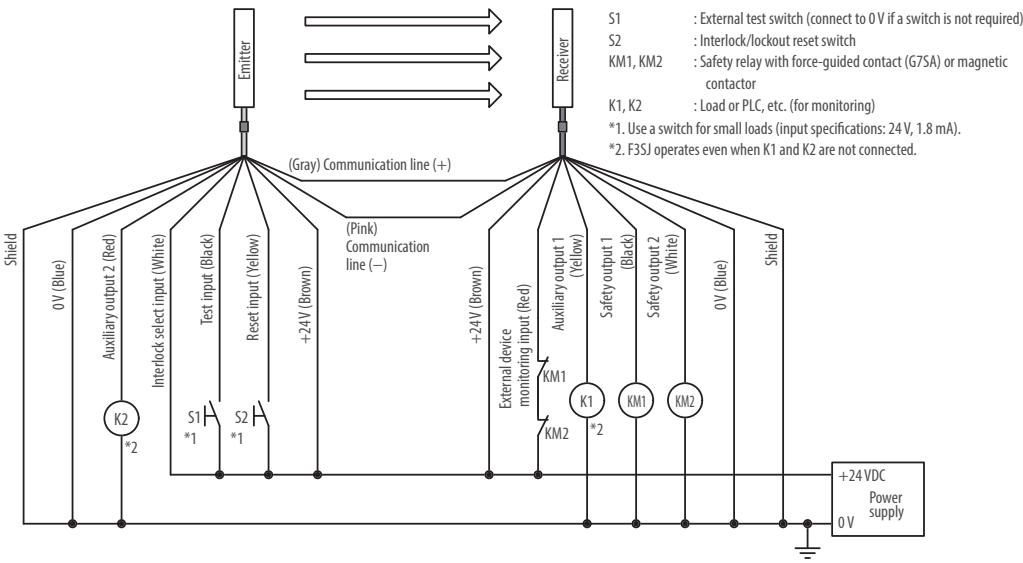 Emitter
Receiver
S1 : External test switch (connect to 0 V if a switch is not required)
S2 : Interlock/lockout reset switch
KM1, KM2 : Safety relay with force-guided contact (G7SA) or magnetic
contactor
K1, K2 : Load or PLC, etc. (for monitoring)
*1. Use a switch for small loads (input specifications: 24 V, 1.8 mA).
*2. F3SJ operates even when K1 and K2 are not connected.
(Gray) Communication line (+)
(Pink)
Communication
line (−)
Shield
0 V (Blue)
Auxiliary output 2 (Red)
Interlock select input (White)
Test input (Black)
Reset input (Yellow)
+24 V (Brown)
+24 V (Brown)
External device
monitoring input (Red)
Auxiliary output 1
(Yellow)
Safety output 1
(Black)
Safety output 2
(White)
0 V (Blue)
Shield
K2
*2
S1
*1
S2
*1
KM1
KM2
K1
*2
KM1
KM2
+24 VDC
Power
supply
0 V